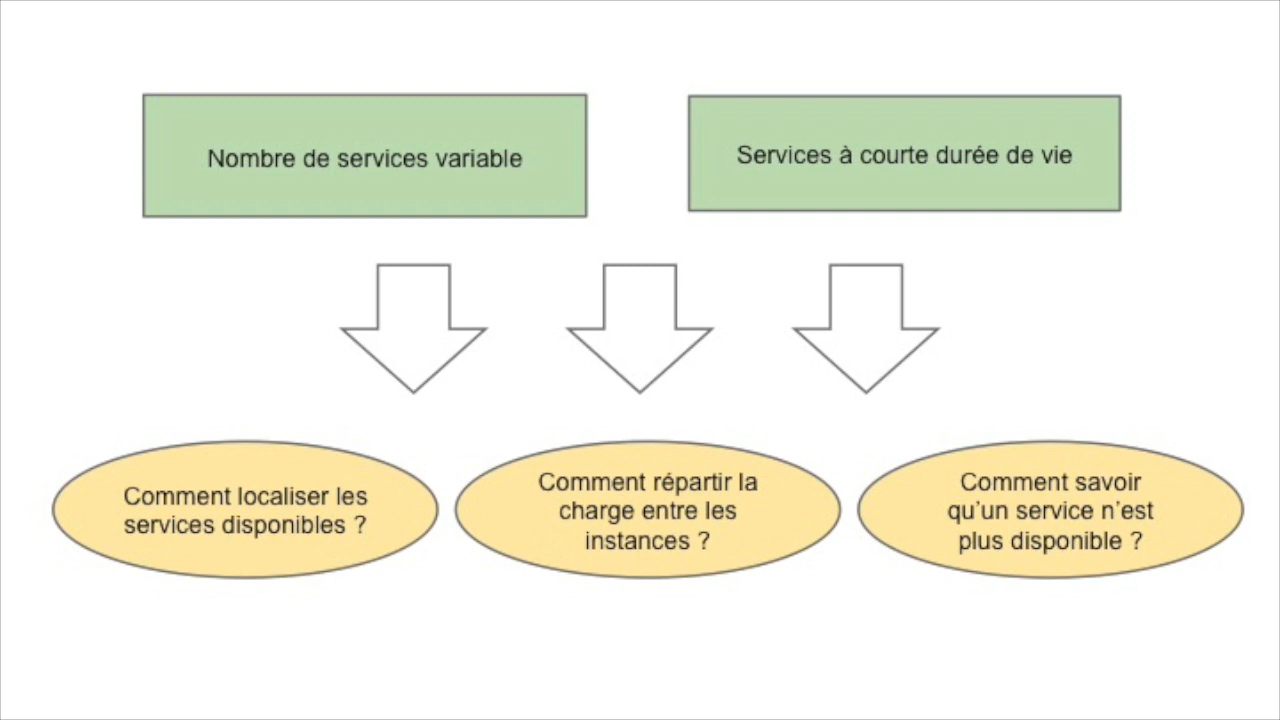 Nombre de services variable
Services à courte durée de vie
Comment localiser les
services disponibles ?
Comment répartir la
charge entre les
instances ?
Comment savoir
qu’un service n’est
plus disponible ?